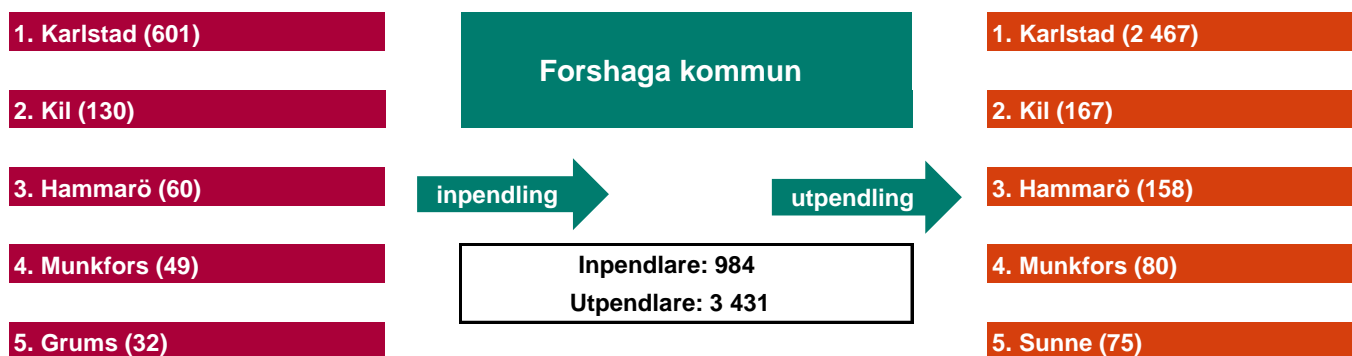 1. Karlstad (601)
2. Kil (130)
3. Hammarö (60)
4. Munkfors (49)
5. Grums (32)
Forshaga kommun
inpendling
utpendling
Inpendlare: 984
Utpendlare: 3 431
1. Karlstad (2 467)
2. Kil (167)
3. Hammarö (158)
4. Munkfors (80)
5. Sunne (75)